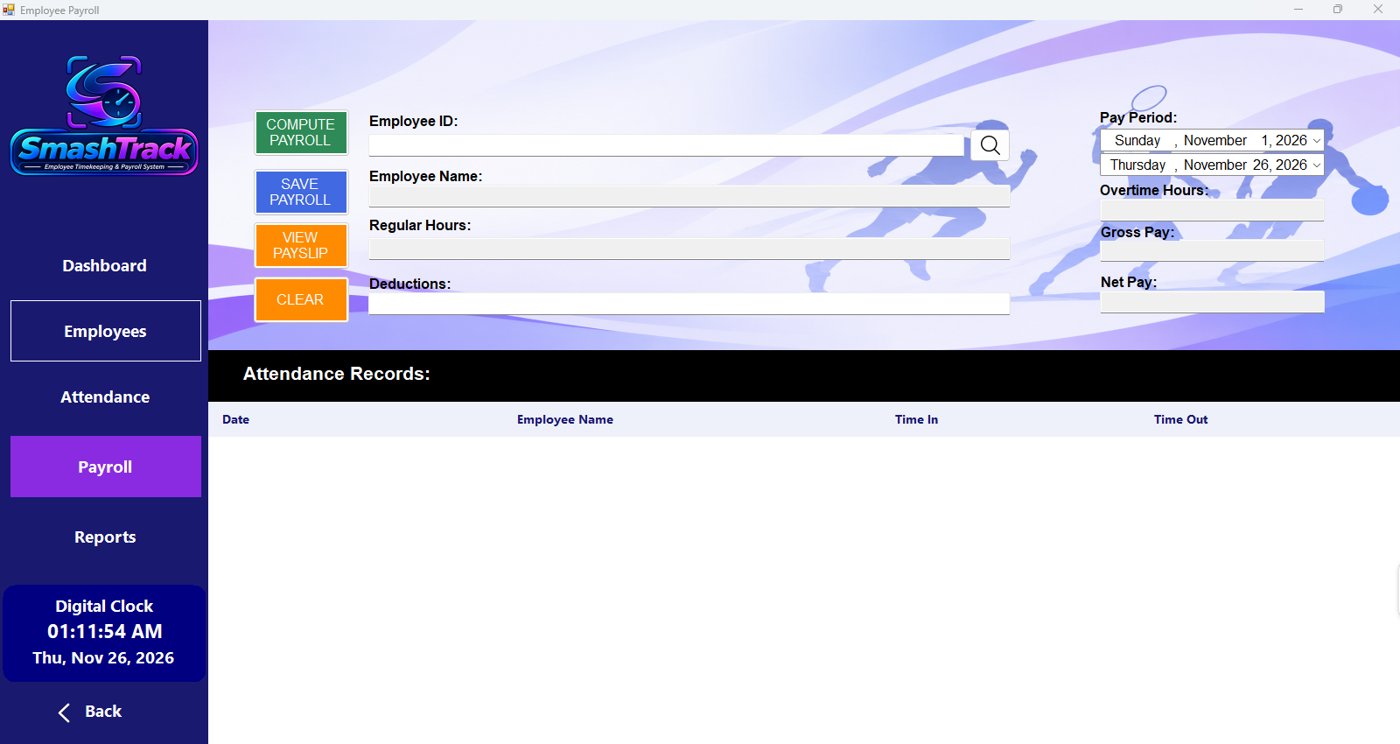 Employee Payroll
SmashTrack
Employee Timekeeping & Payroll System
Dashboard
Employees
Attendance
Payroll
Reports
Digital Clock
01:11:54 AM
Thu, Nov 26, 2026
Back
COMPUTE
PAYROLL
SAVE
PAYROLL
VIEW
PAYSLIP
CLEAR
Employee ID:
Employee Name:
Regular Hours:
Deductions:
Pay Period:
Sunday , November 1, 2026
Thursday , November 26, 2026
Overtime Hours:
Gross Pay:
Net Pay:
Attendance Records:
Date Employee Name Time In Time Out